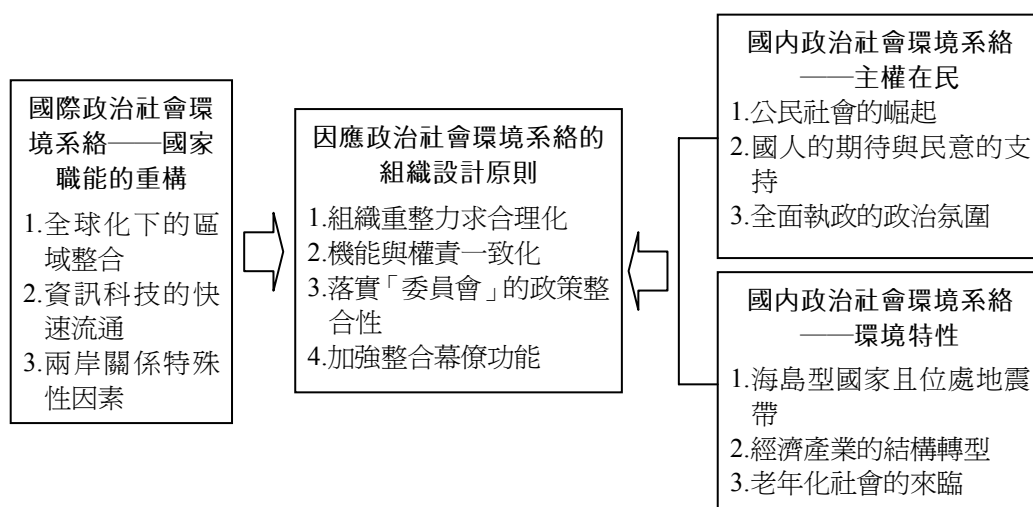 國際政治社會環
境系絡——國家
職能的重構
1.全球化下的區
域整合
2.資訊科技的快
速流通
3.兩岸關係特殊
性因素
因應政治社會環境系絡的
組織設計原則
1.組織重整力求合理化
2.機能與權責一致化
3.落實「委員會」的政策整
合性
4.加強整合幕僚功能
國內政治社會環境系絡
——主權在民
1.公民社會的崛起
2.國人的期待與民意的支
持
3.全面執政的政治氛圍
國內政治社會環境系絡
——環境特性
1.海島型國家且位處地震
帶
2.經濟產業的結構轉型
3.老年化社會的來臨